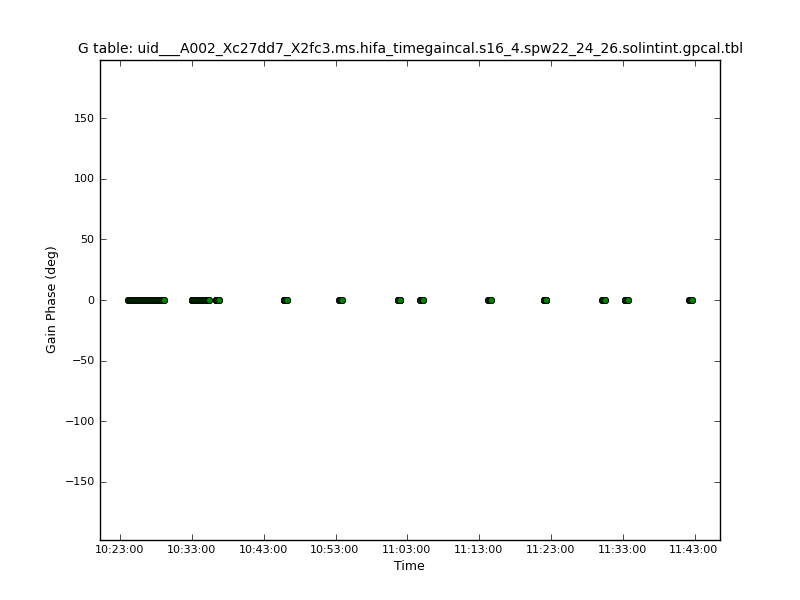 G table: uid___A002_Xc27dd7_X2fc3.ms.hifa_timegaincal.s16_4.spw22_24_26.solintint.gpcal.tbl
150
100
50
0
−50
−100
−150
Gain Phase (deg)
10:23:00 10:33:00 10:43:00 10:53:00 11:03:00 11:13:00 11:23:00 11:33:00 11:43:00
Time